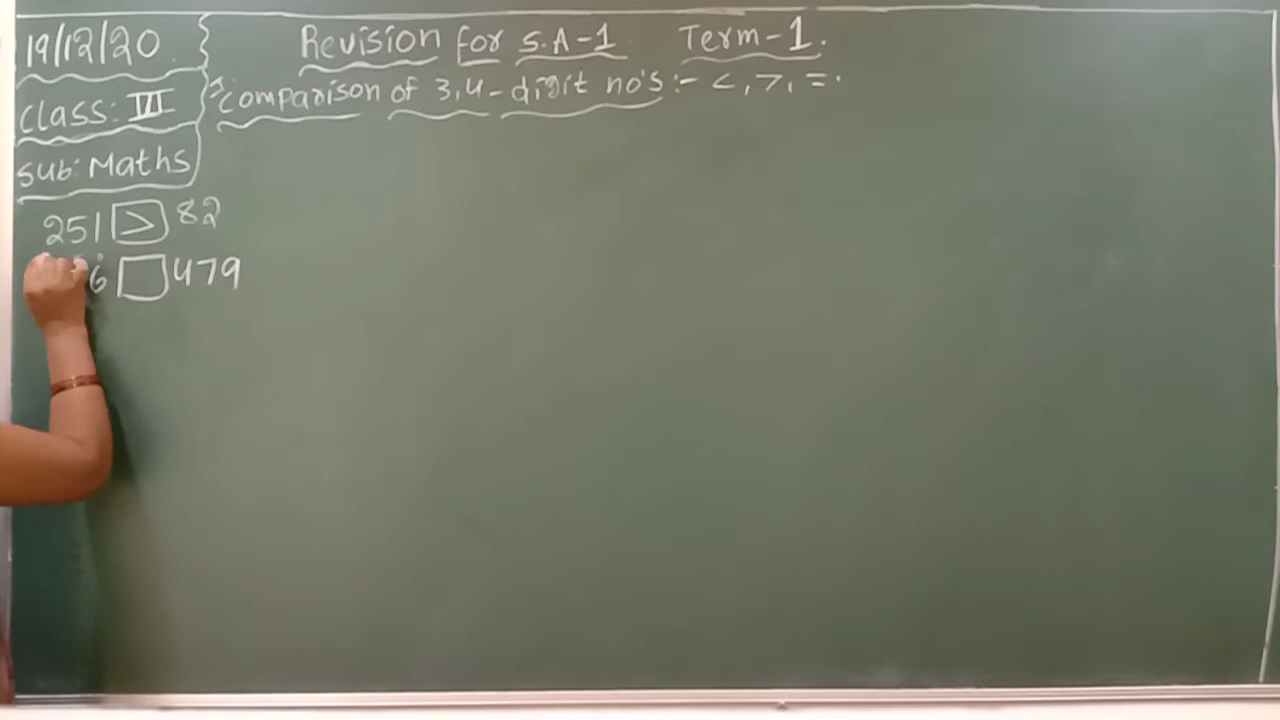 19/12/20
Revision for S.A-1 Term-1.
Class: VI
Comparison of 3,4-digit no's :- <, >, =.
Sub: Maths
251 > 82
6 □ 479